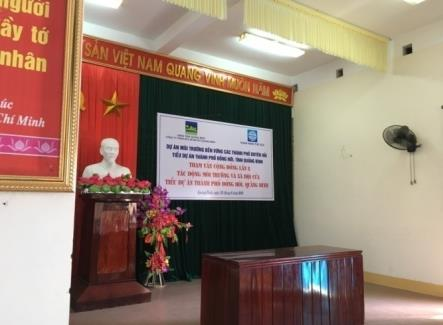 người
ầy tớ
nhân
úc
Chí Minh
SẢN VIỆT NAM QUANG VINH MUÔN NĂM
DỰ ÁN MÔI TRƯỜNG BỀN VỮNG CÁC THÀNH PHỐ DUYÊN HẢI
TIỂU DỰ ÁN THÀNH PHỐ ĐỒNG HỚI, TỈNH QUẢNG BÌNH
THAM VẤN CỘNG ĐỒNG LẦN 2
TÁC ĐỘNG MÔI TRƯỜNG VÀ XÃ HỘI CỦA
TIỂU DỰ ÁN THÀNH PHỐ ĐỒNG HỚI, QUẢNG BÌNH